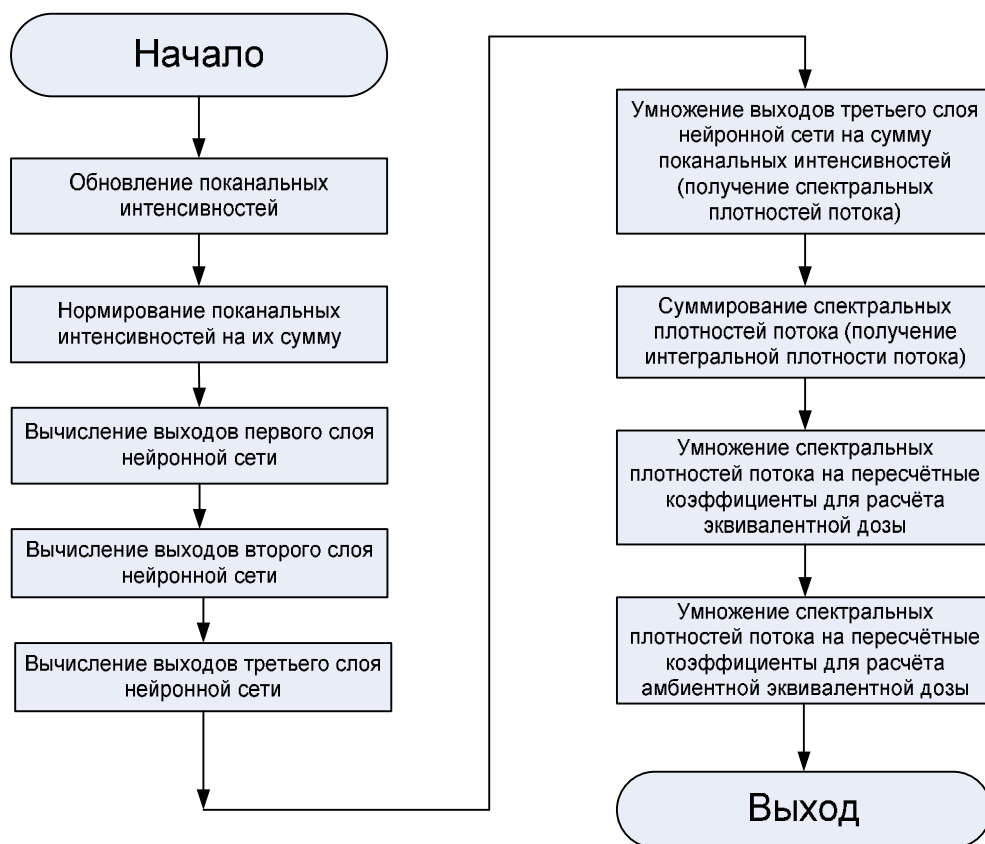 Начало
Обновление поканальных
интенсивностей
Нормирование поканальных
интенсивностей на их сумму
Вычисление выходов первого слоя
нейронной сети
Вычисление выходов второго слоя
нейронной сети
Вычисление выходов третьего слоя
нейронной сети
Умножение выходов третьего слоя
нейронной сети на сумму
поканальных интенсивностей
(получение спектральных
плотностей потока)
Суммирование спектральных
плотностей потока (получение
интегральной плотности потока)
Умножение спектральных
плотностей потока на пересчётные
коэффициенты для расчёта
эквивалентной дозы
Умножение спектральных
плотностей потока на пересчётные
коэффициенты для расчёта
амбиентной эквивалентной дозы
Выход